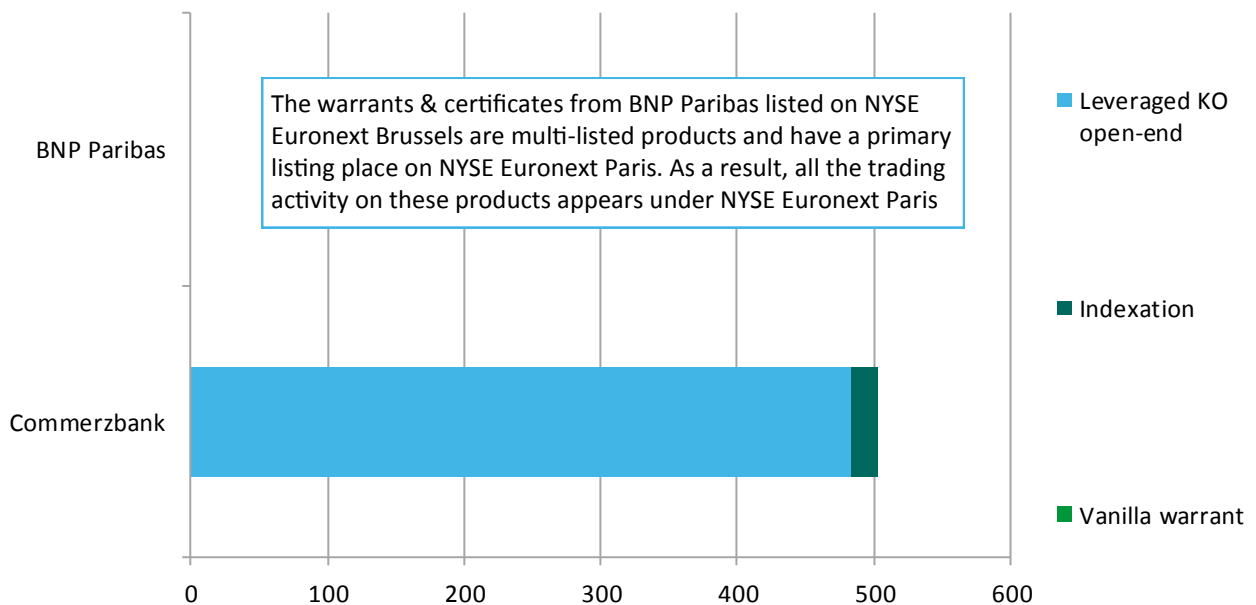 The warrants & certificates from BNP Paribas listed on NYSE
Euronext Brussels are multi-listed products and have a primary
listing place on NYSE Euronext Paris. As a result, all the trading
activity on these products appears under NYSE Euronext Paris
BNP Paribas
Commerzbank
0 100 200 300 400 500 600
Leveraged KO
open-end
Indexation
Vanilla warrant